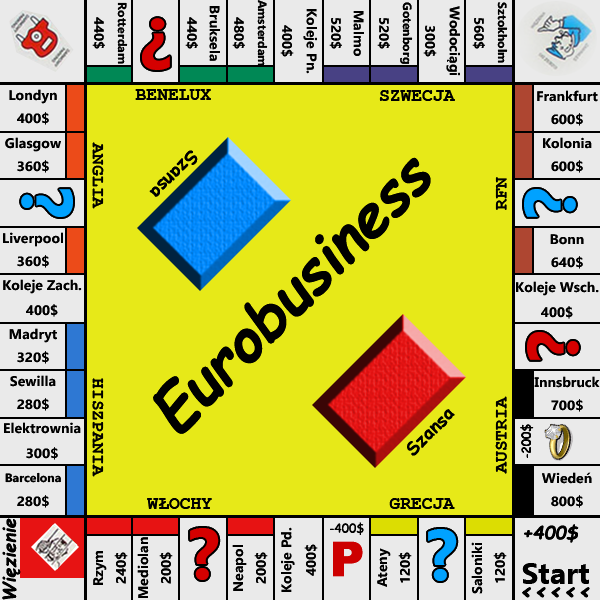 440$ Rotterdam
?
440$ Bruksela
480$ Amsterdam
400$ Koleje Pn.
520$ Malmo
520$ Gotenborg
300$ Wodociągi
560$ Sztokholm
BENELUX
SZWECJA
Londyn
400$
Glasgow
360$
?
Liverpool
360$
Koleje Zach.
400$
Madryt
320$
Sewilla
280$
Elektrownia
300$
Barcelona
280$
ANGLIA
HISZPANIA
Szansa
Eurobusiness
Szansa
RFN
AUSTRIA
Frankfurt
600$
Kolonia
600$
?
Bonn
640$
Koleje Wsch.
400$
?
Innsbruck
700$
-200$
Wiedeń
800$
WŁOCHY
GRECJA
Więzienie
Rzym
240$
Mediolan
200$
?
Neapol
200$
Koleje Pd.
400$
-400$
P
Ateny
120$
?
Saloniki
120$
+400$
Start
<<<<<